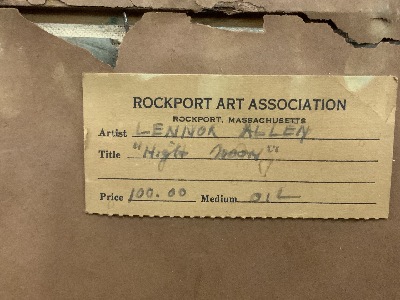 ROCKPORT ART ASSOCIATION
ROCKPORT, MASSACHUSETTS
Artist LENNOX ALLEN
Title "High Noon"
Price 100.00 Medium OIL